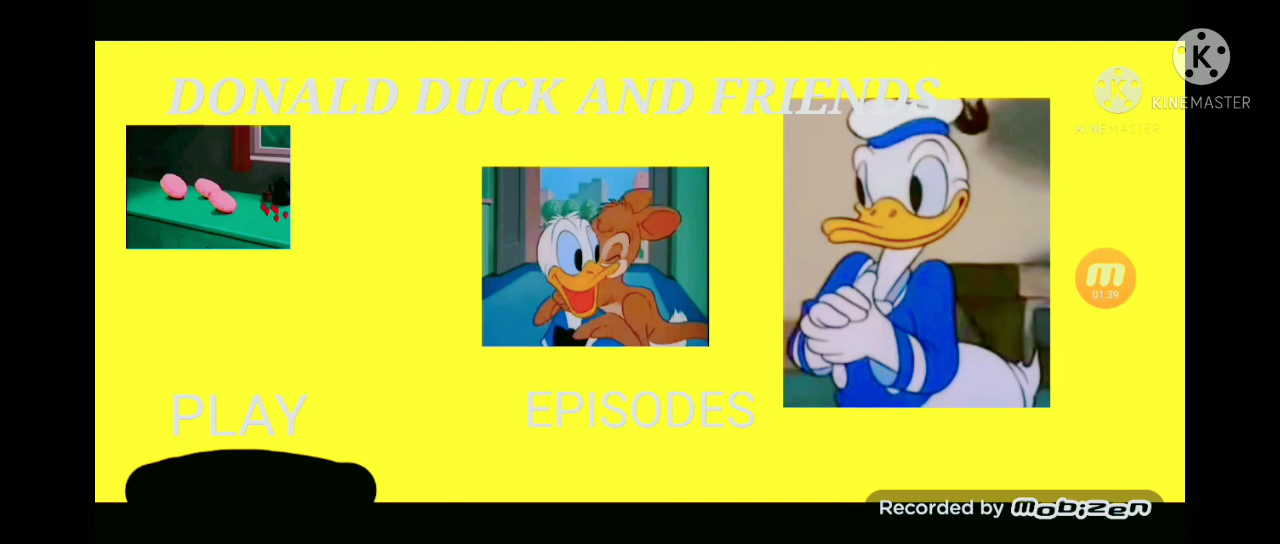 DONALD DUCK AND FRIENDS
K
KINEMASTER
K
KINEMASTER
01:39
PLAY
EPISODES
Recorded by mobizen